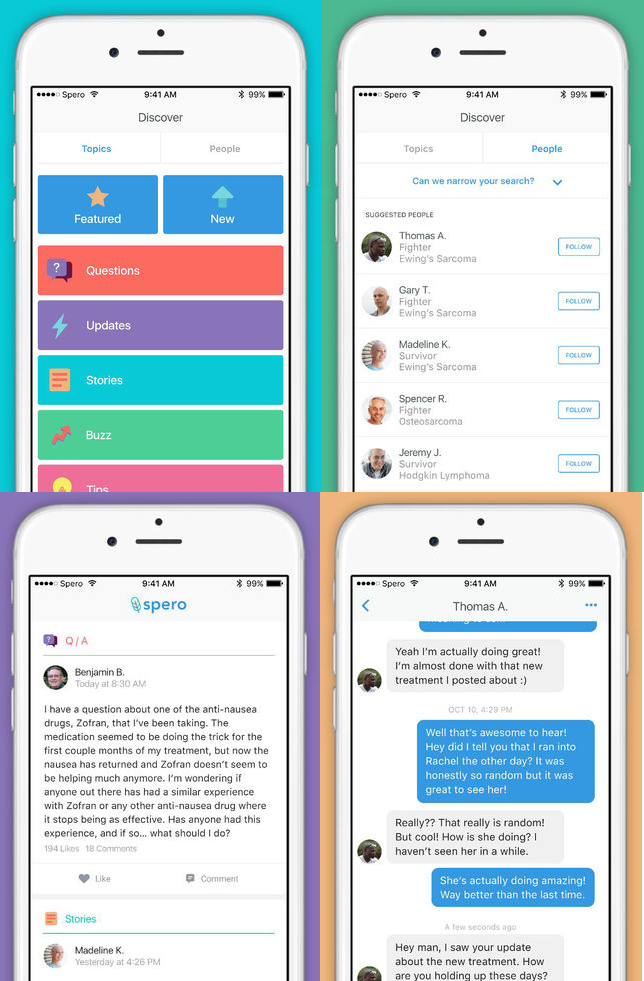 Spero
9:41 AM
99%
Discover
Topics
People
Featured
New
Questions
Updates
Stories
Buzz
Tips
Spero
9:41 AM
99%
Discover
Topics
People
Can we narrow your search?
SUGGESTED PEOPLE
Thomas A.
Fighter
Ewing's Sarcoma
FOLLOW
Gary T.
Fighter
Ewing's Sarcoma
FOLLOW
Madeline K.
Survivor
Ewing's Sarcoma
FOLLOW
Spencer R.
Fighter
Osteosarcoma
FOLLOW
Jeremy J.
Survivor
Hodgkin Lymphoma
FOLLOW
Spero
9:41 AM
99%
spero
?
Q / A
Benjamin B.
Today at 8:30 AM
I have a question about one of the anti-nausea
drugs, Zofran, that I've been taking. The
medication seemed to be doing the trick for the
first couple months of my treatment, but now the
nausea has returned and Zofran doesn't seem to
be helping much anymore. I'm wondering if
anyone out there has had a similar experience
with Zofran or any other anti-nausea drug where
it stops being as effective. Has anyone had this
experience, and if so... what should I do?
194 Likes 18 Comments
Like
Comment
Stories
Madeline K.
Yesterday at 4:26 PM
Spero
9:41 AM
99%
Thomas A.
Yeah I'm actually doing great!
I'm almost done with that new
treatment I posted about :)
OCT 10, 4:29 PM
Well that's awesome to hear!
Hey did I tell you that I ran into
Rachel the other day? It was
honestly so random but it was
great to see her!
Really?? That really is random!
But cool! How is she doing? I
haven't seen her in a while.
She's actually doing amazing!
Way better than the last time.
A few seconds ago
Hey man, I saw your update
about the new treatment. How
are you holding up these days?